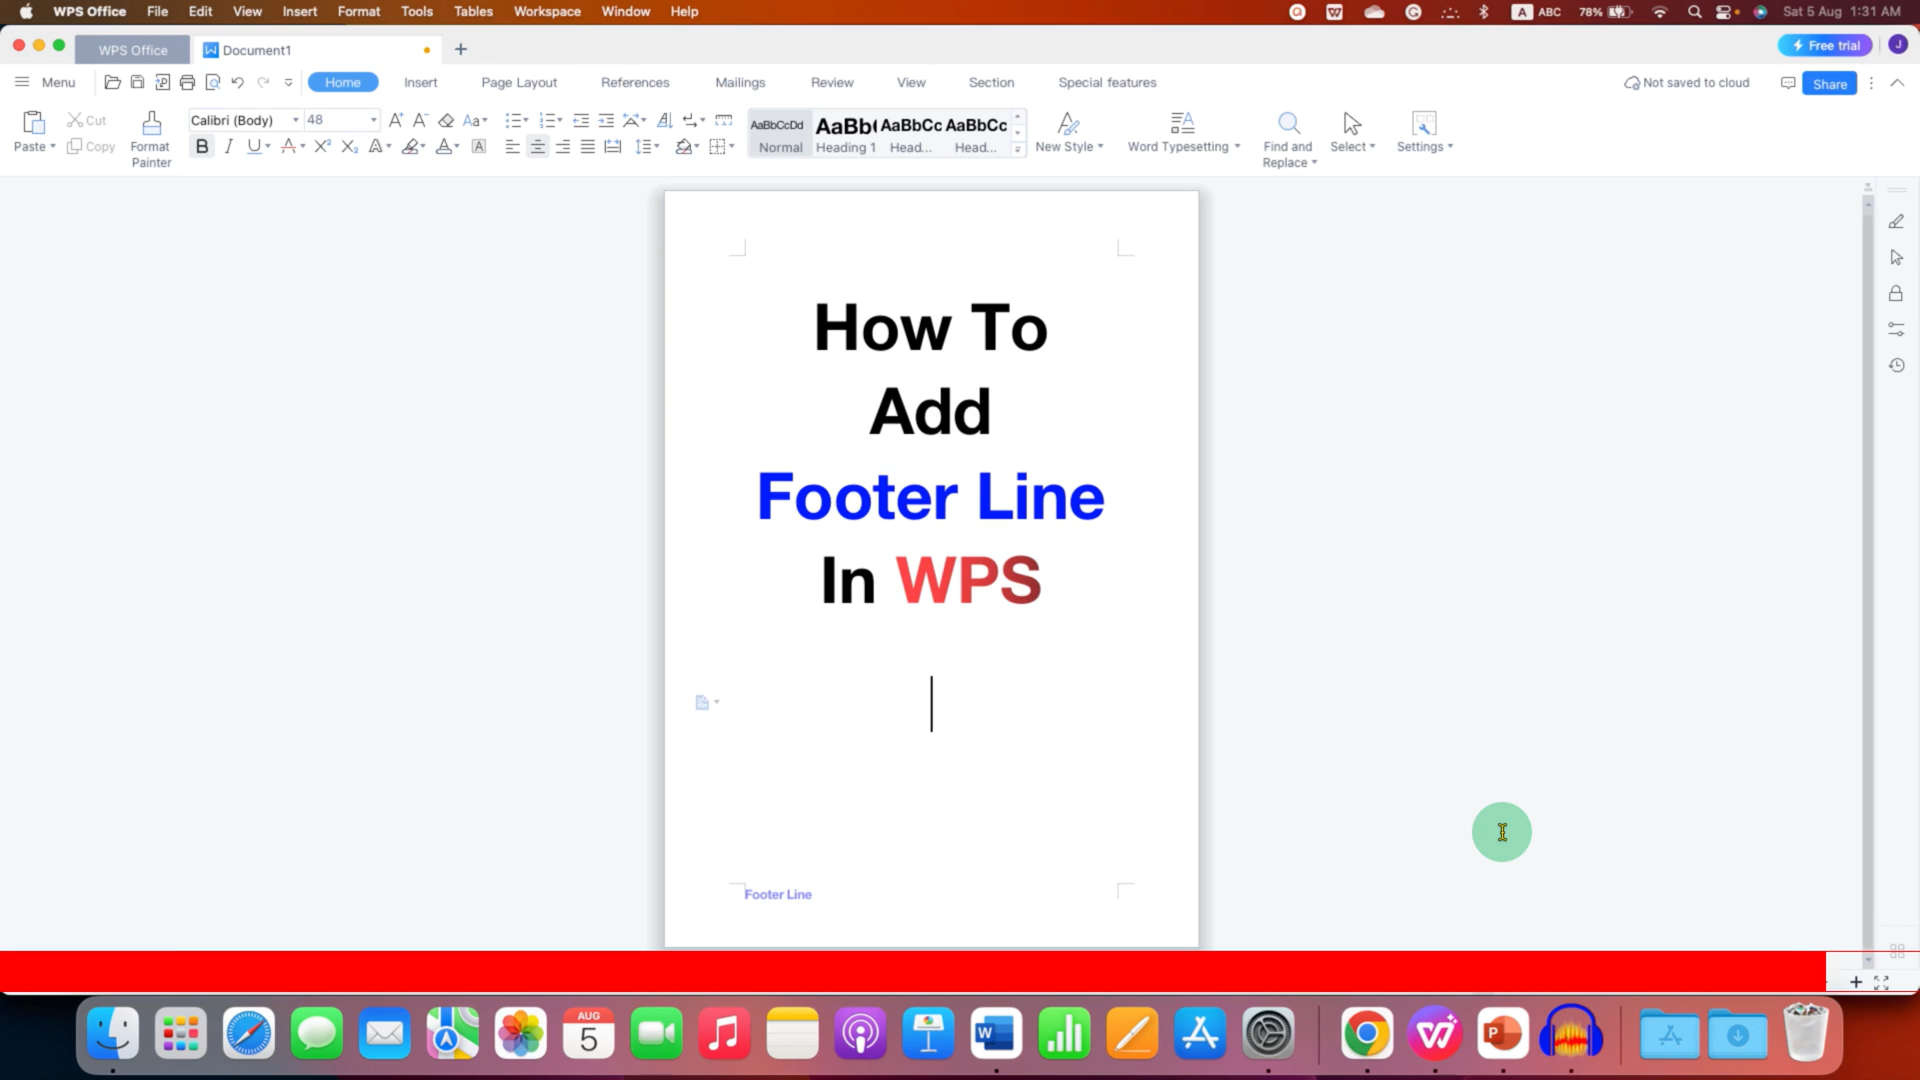 WPS Office File Edit View Insert Format Tools Tables Workspace Window Help A ABC 78% Sat 5 Aug 1:31 AM
WPS Office Document1 Free trial J
Menu Home Insert Page Layout References Mailings Review View Section Special features Not saved to cloud Share
Paste Cut Copy Format Painter
Calibri (Body) 48
AaBbCcDd AaBb( AaBbCc AaBbCc
Normal Heading 1 Head... Head...
New Style Word Typesetting Find and Replace Select Settings
How To
Add
Footer Line
In WPS
Footer Line
AUG
5